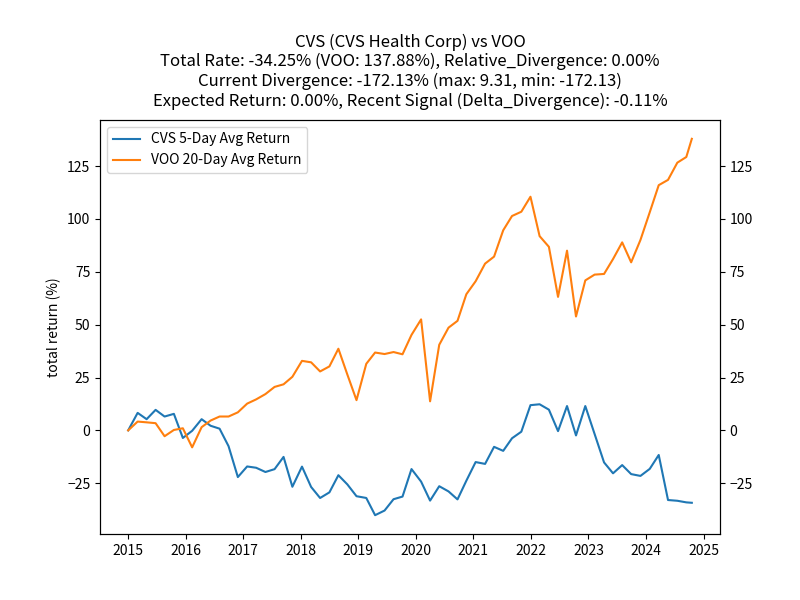 CVS (CVS Health Corp) vs VOO
Total Rate: -34.25% (VOO: 137.88%), Relative_Divergence: 0.00%
Current Divergence: -172.13% (max: 9.31, min: -172.13)
Expected Return: 0.00%, Recent Signal (Delta_Divergence): -0.11%
CVS 5-Day Avg Return
VOO 20-Day Avg Return
total return (%)
125 125
100 100
75 75
50 50
25 25
0 0
−25 −25
2015 2016 2017 2018 2019 2020 2021 2022 2023 2024 2025